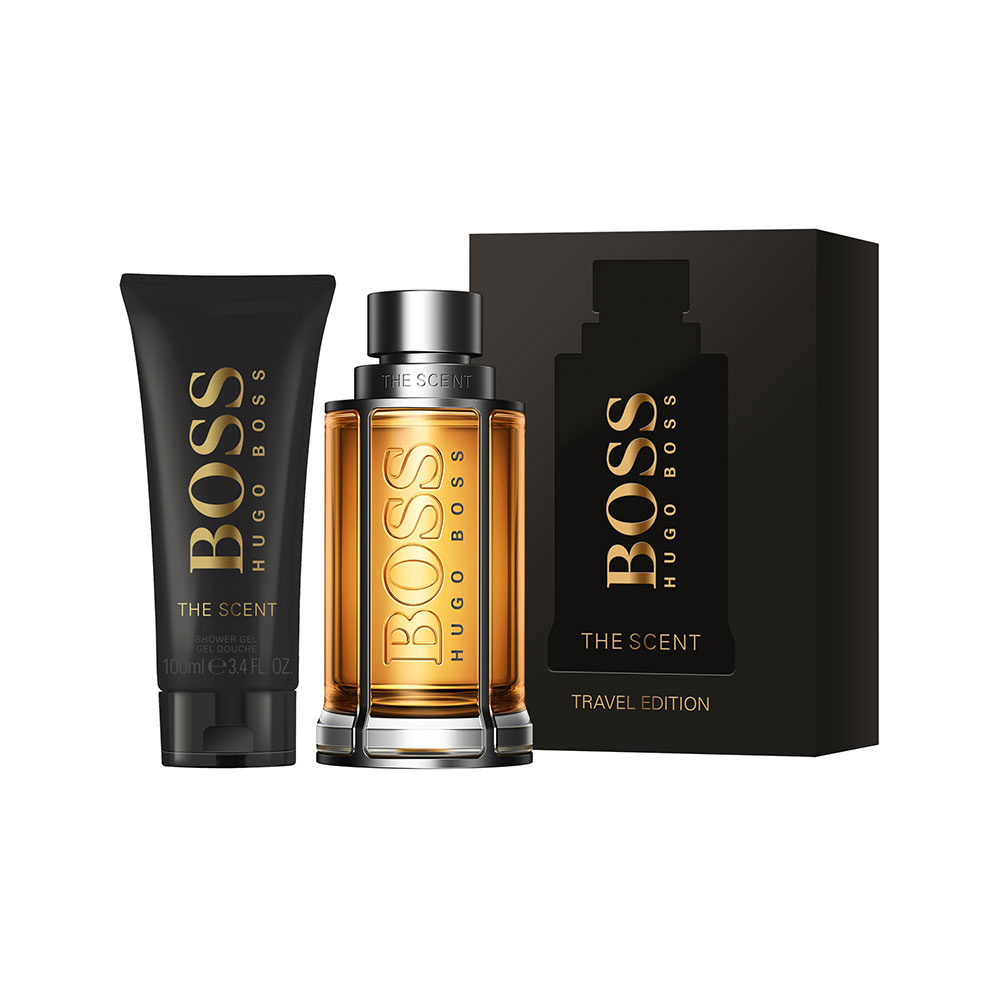 BOSS
HUGO BOSS
THE SCENT
SHOWER GEL
GEL DOUCHE
100ml ℮ 3.4 FL. OZ.
THE SCENT
BOSS
HUGO BOSS
BOSS
HUGO BOSS
THE SCENT
TRAVEL EDITION